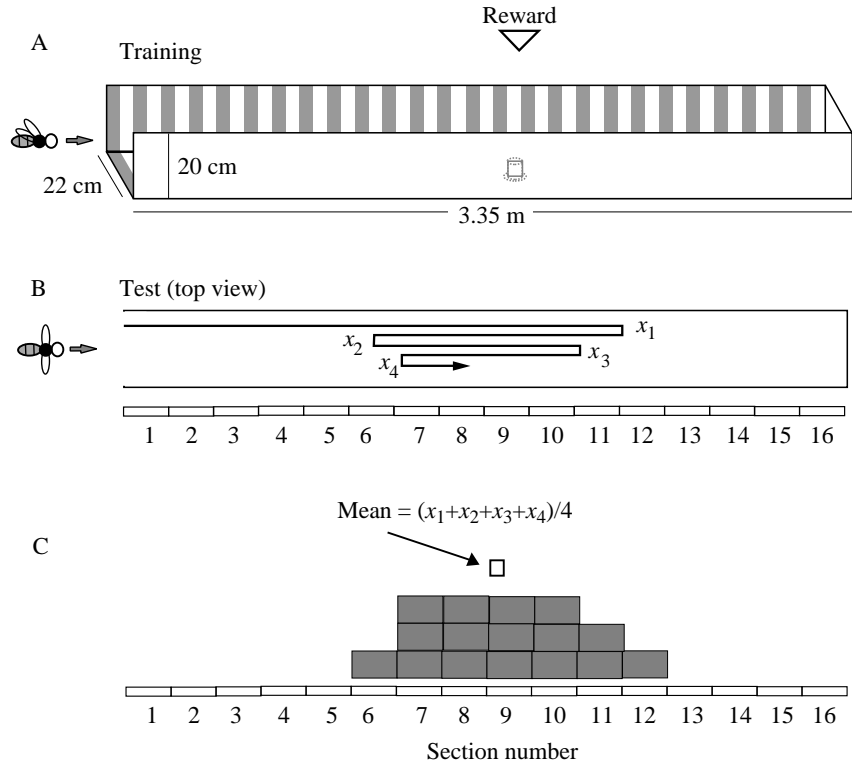 Reward
A
Training
20 cm
22 cm
3.35 m
B
Test (top view)
x1
x2
x3
x4
1 2 3 4 5 6 7 8 9 10 11 12 13 14 15 16
Mean = (x1+x2+x3+x4)/4
C
1 2 3 4 5 6 7 8 9 10 11 12 13 14 15 16
Section number